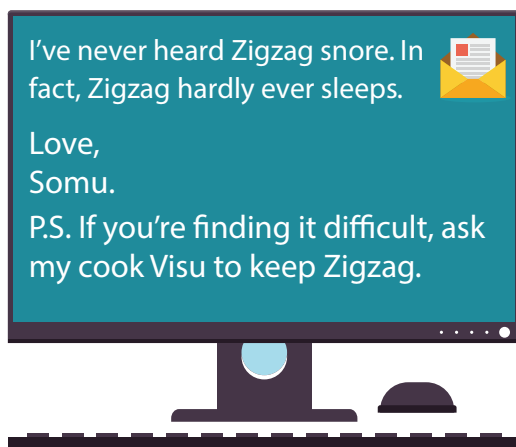 I’ve never heard Zigzag snore. In
fact, Zigzag hardly ever sleeps.
Love,
Somu.
P.S. If you’re finding it difficult, ask
my cook Visu to keep Zigzag.